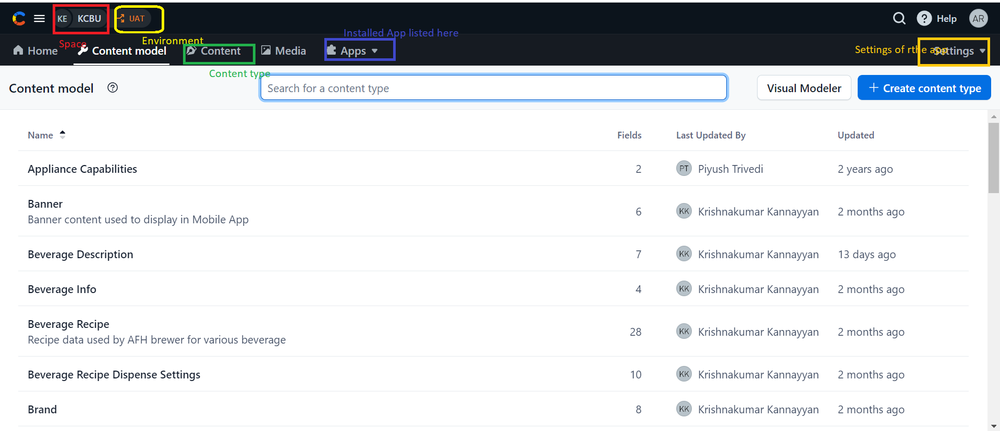 KE KCBU UAT Help AR
Space Environment Installed App listed here
Home Content model Content Media Apps Settings of rthe app Settings
Content type
Content model ? Search for a content type Visual Modeler + Create content type
Name Fields Last Updated By Updated
Appliance Capabilities 2 PT Piyush Trivedi 2 years ago
Banner
Banner content used to display in Mobile App 6 KK Krishnakumar Kannayyan 2 months ago
Beverage Description 7 KK Krishnakumar Kannayyan 13 days ago
Beverage Info 4 KK Krishnakumar Kannayyan 2 months ago
Beverage Recipe
Recipe data used by AFH brewer for various beverage 28 KK Krishnakumar Kannayyan 2 months ago
Beverage Recipe Dispense Settings 10 KK Krishnakumar Kannayyan 2 months ago
Brand 8 KK Krishnakumar Kannayyan 2 months ago